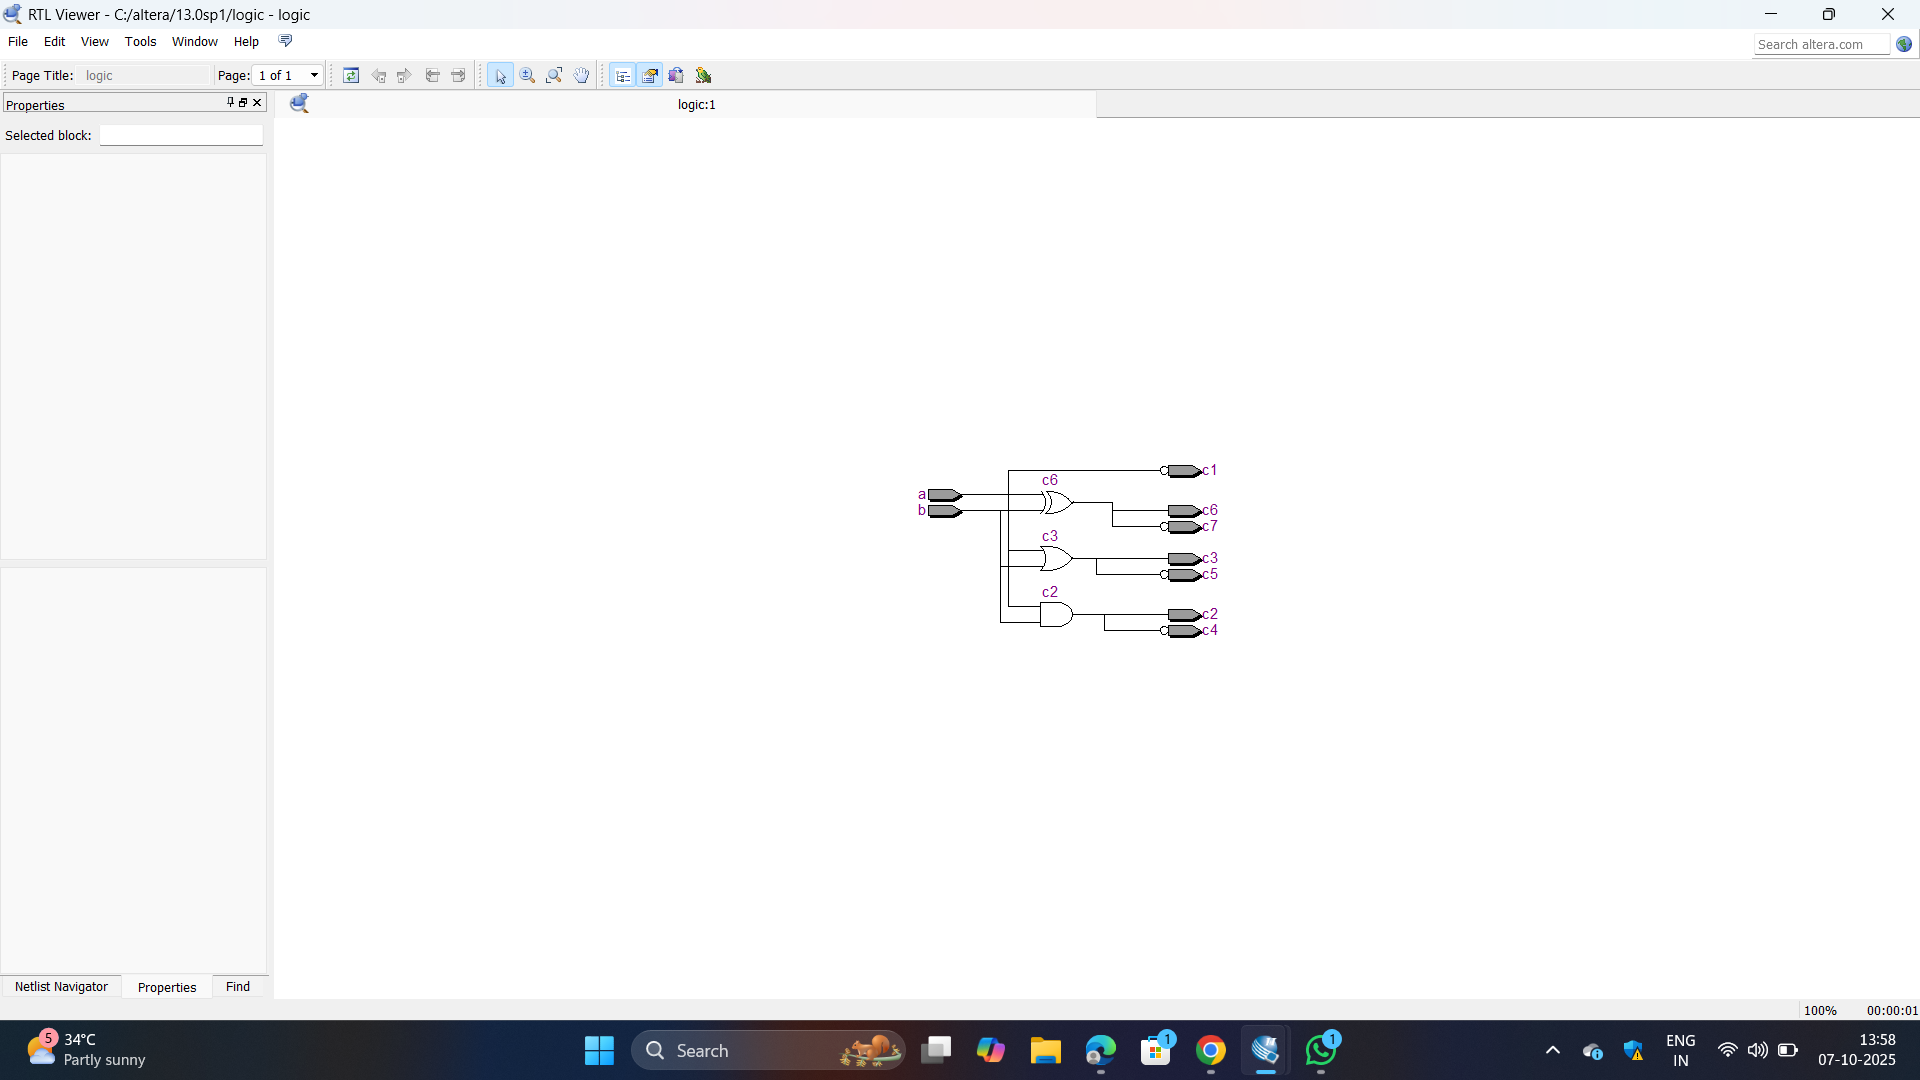 RTL Viewer - C:/altera/13.0sp1/logic - logic
File Edit View Tools Window Help
Search altera.com
Page Title: logic Page: 1 of 1
Properties
logic:1
Selected block:
c1
c6
a
b
c6
c7
c3
c3
c5
c2
c2
c4
Netlist Navigator Properties Find
100% 00:00:01
5
34°C
Partly sunny
Search
1
1
ENG
IN
13:58
07-10-2025